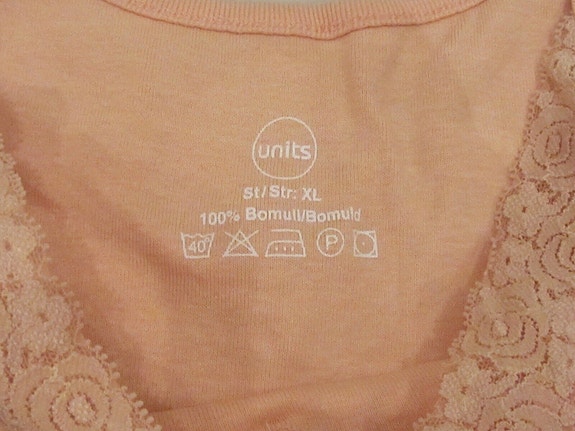 units
St/Str: XL
100% Bomull/Bomuld
40° P